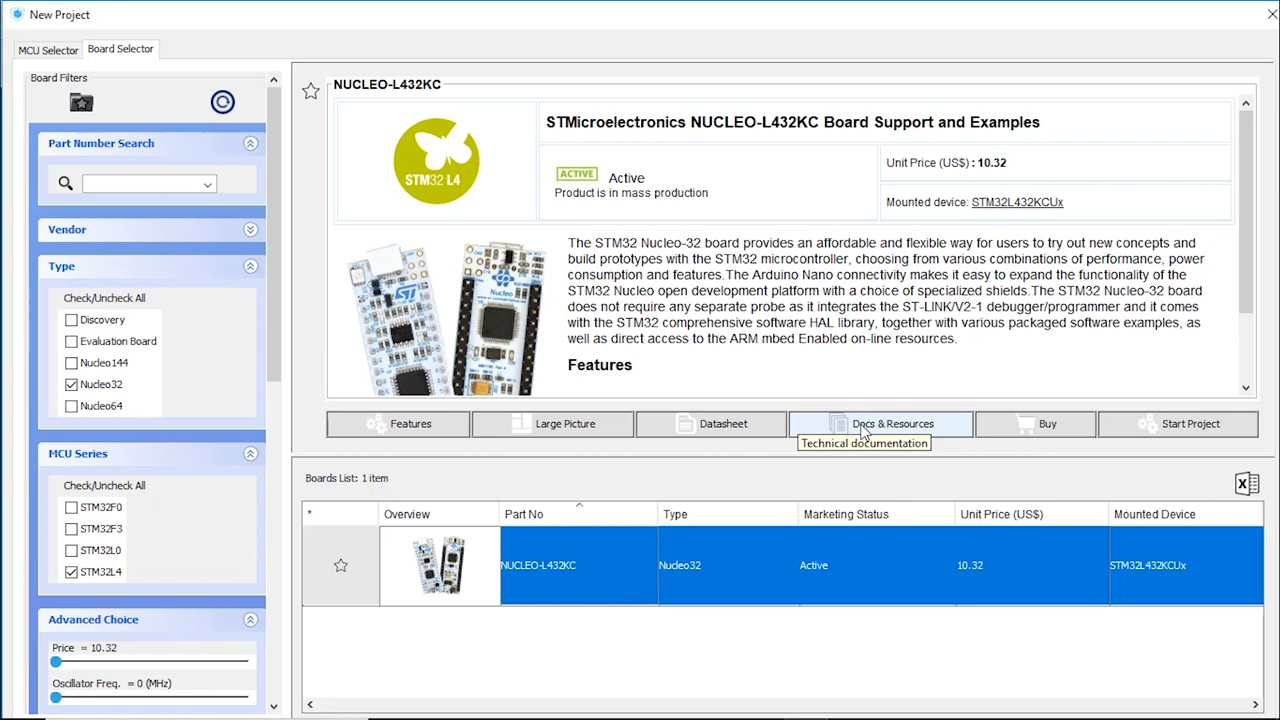 New Project
MCU Selector
Board Selector
Board Filters
Part Number Search
Vendor
Type
Check/Uncheck All
Discovery
Evaluation Board
Nucleo144
Nucleo32
Nucleo64
MCU Series
Check/Uncheck All
STM32F0
STM32F3
STM32L0
STM32L4
Advanced Choice
Price = 10.32
Oscillator Freq. = 0 (MHz)
NUCLEO-L432KC
STM32 L4
STMicroelectronics NUCLEO-L432KC Board Support and Examples
ACTIVE Active
Product is in mass production
Unit Price (US$) : 10.32
Mounted device: STM32L432KCUx
Nucleo
The STM32 Nucleo-32 board provides an affordable and flexible way for users to try out new concepts and
build prototypes with the STM32 microcontroller, choosing from various combinations of performance, power
consumption and features.The Arduino Nano connectivity makes it easy to expand the functionality of the
STM32 Nucleo open development platform with a choice of specialized shields.The STM32 Nucleo-32 board
does not require any separate probe as it integrates the ST-LINK/V2-1 debugger/programmer and it comes
with the STM32 comprehensive software HAL library, together with various packaged software examples, as
well as direct access to the ARM mbed Enabled on-line resources.
Features
Features
Large Picture
Datasheet
Docs & Resources
Buy
Start Project
Technical documentation
Boards List: 1 item
* Overview Part No Type Marketing Status Unit Price (US$) Mounted Device
NUCLEO-L432KC Nucleo32 Active 10.32 STM32L432KCUx